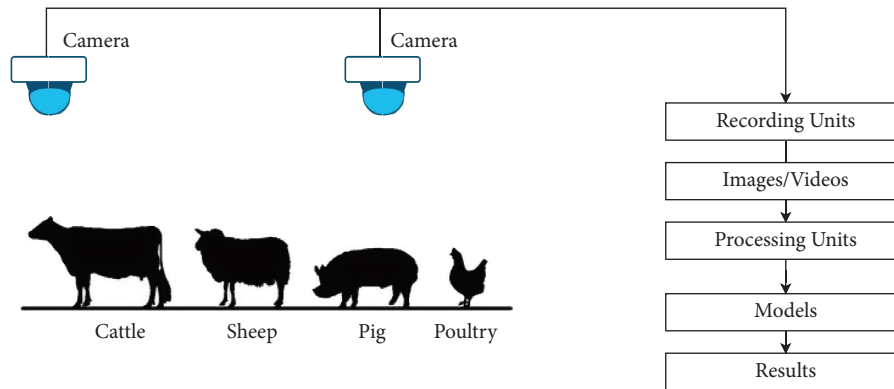 Camera
Camera
Recording Units
Images/Videos
Processing Units
Models
Results
Cattle
Sheep
Pig
Poultry